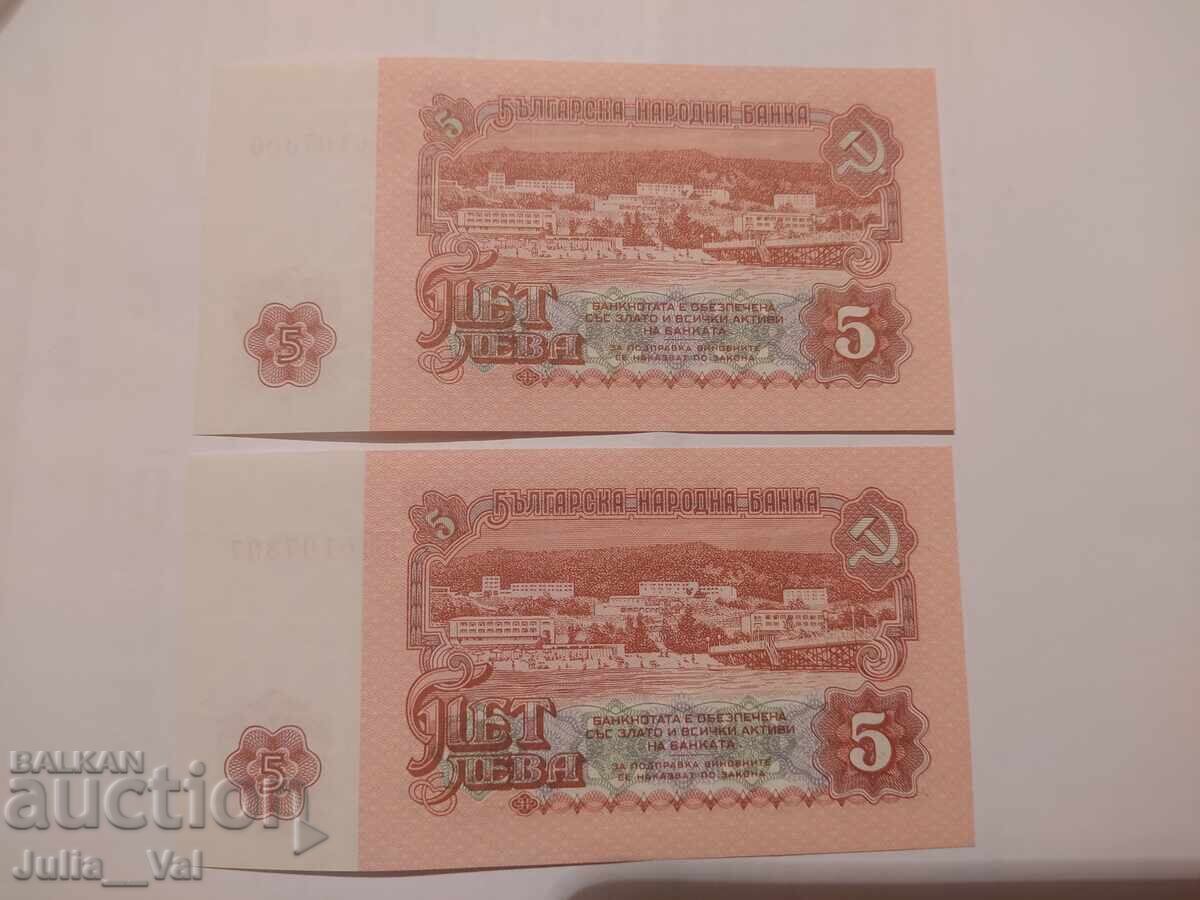 5 БЪЛГАРСКА НАРОДНА БАНКА
ПЕТ
ЛЕВА
БАНКНОТАТА Е ОБЕЗПЕЧЕНА
СЪС ЗЛАТО И ВСИЧКИ АКТИВИ
НА БАНКАТА
ЗА ПОДПРАВКА ВИНОВНИТЕ
СЕ НАКАЗВАТ ПО ЗАКОНА
5
5
5 БЪЛГАРСКА НАРОДНА БАНКА
ПЕТ
ЛЕВА
БАНКНОТАТА Е ОБЕЗПЕЧЕНА
СЪС ЗЛАТО И ВСИЧКИ АКТИВИ
НА БАНКАТА
ЗА ПОДПРАВКА ВИНОВНИТЕ
СЕ НАКАЗВАТ ПО ЗАКОНА
5
5
BALKAN
auction
Julia__Val